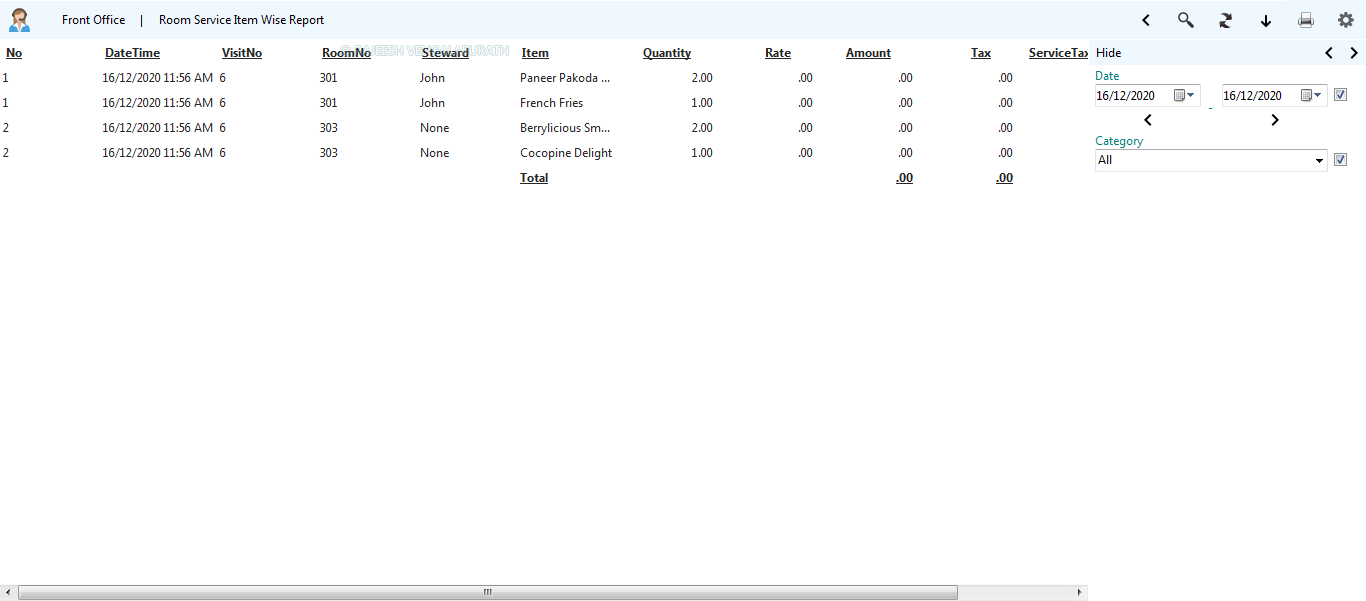 Front Office | Room Service Item Wise Report
No DateTime VisitNo RoomNo Steward Item Quantity Rate Amount Tax ServiceTax
1 16/12/2020 11:56 AM 6 301 John Paneer Pakoda ... 2.00 .00 .00 .00
1 16/12/2020 11:56 AM 6 301 John French Fries 1.00 .00 .00 .00
2 16/12/2020 11:56 AM 6 303 None Berrylicious Sm... 2.00 .00 .00 .00
2 16/12/2020 11:56 AM 6 303 None Cocopine Delight 1.00 .00 .00 .00
Total .00 .00
Hide
Date
16/12/2020 - 16/12/2020
Category
All